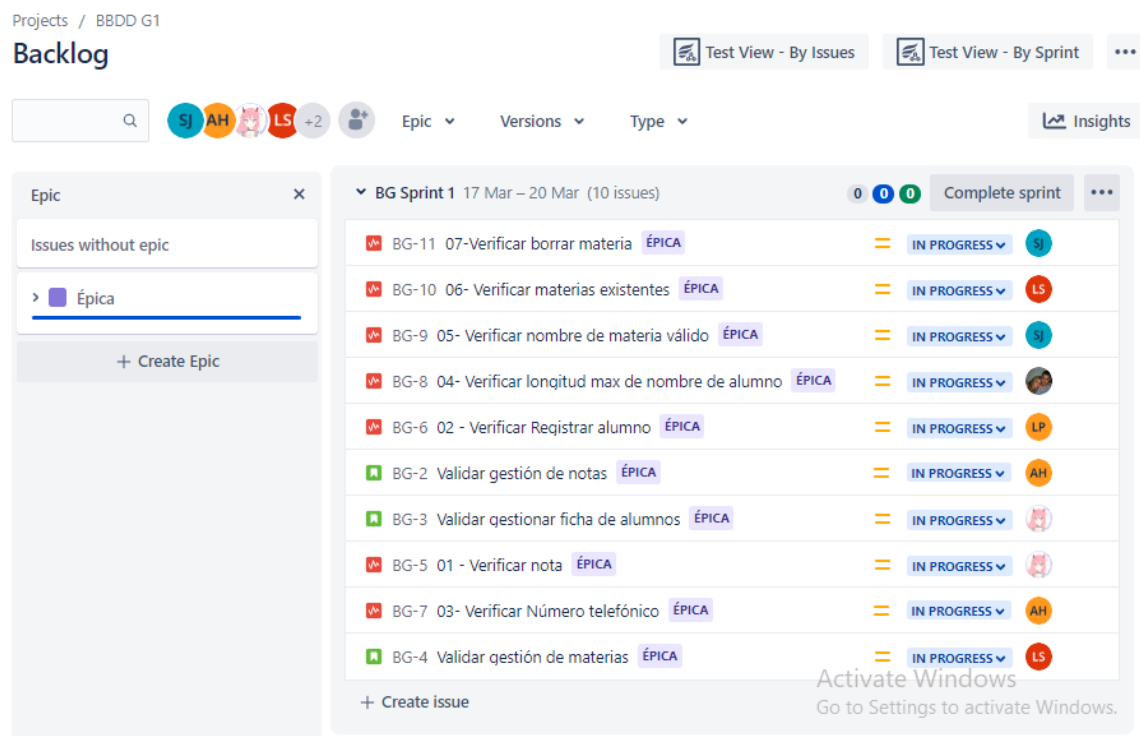 Projects / BBDD G1
Backlog
Test View - By Issues
Test View - By Sprint
SJ AH LS +2
Epic
Versions
Type
Insights
Epic
Issues without epic
Épica
+ Create Epic
BG Sprint 1 17 Mar – 20 Mar (10 issues) 0 0 0 Complete sprint
BG-11 07-Verificar borrar materia ÉPICA IN PROGRESS SJ
BG-10 06- Verificar materias existentes ÉPICA IN PROGRESS LS
BG-9 05- Verificar nombre de materia válido ÉPICA IN PROGRESS SJ
BG-8 04- Verificar longitud max de nombre de alumno ÉPICA IN PROGRESS
BG-6 02 - Verificar Registrar alumno ÉPICA IN PROGRESS LP
BG-2 Validar gestión de notas ÉPICA IN PROGRESS AH
BG-3 Validar gestionar ficha de alumnos ÉPICA IN PROGRESS
BG-5 01 - Verificar nota ÉPICA IN PROGRESS
BG-7 03- Verificar Número telefónico ÉPICA IN PROGRESS AH
BG-4 Validar gestión de materias ÉPICA IN PROGRESS LS
+ Create issue
Activate Windows
Go to Settings to activate Windows.